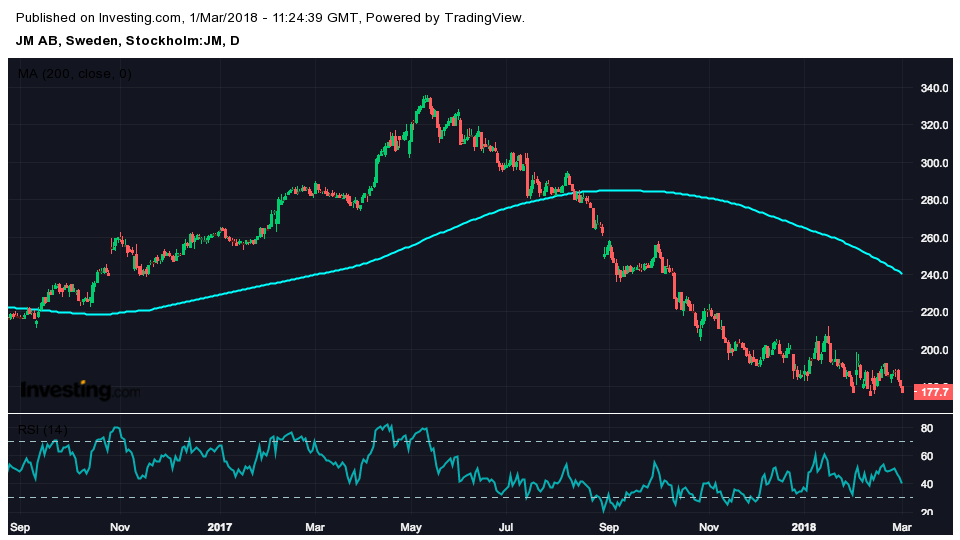 Published on Investing.com, 1/Mar/2018 - 11:24:39 GMT, Powered by TradingView.
JM AB, Sweden, Stockholm:JM, D
MA (200, close, 0)
340.0
320.0
300.0
280.0
260.0
240.0
220.0
200.0
177.7
Investing.com
RSI (14)
80
60
40
20
Sep Nov 2017 Mar May Jul Sep Nov 2018 Mar